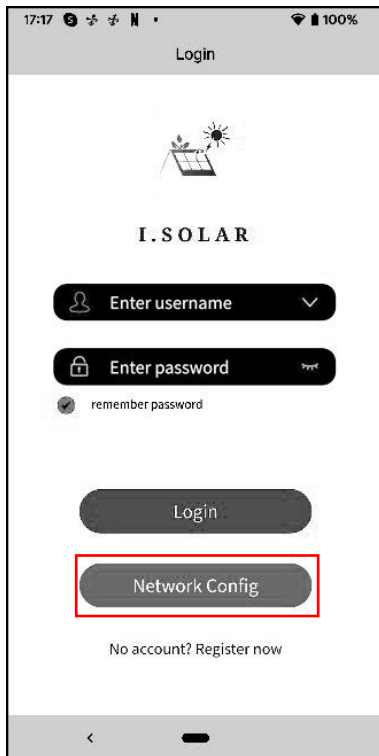 17:17 100%
Login
I.SOLAR
Enter username
Enter password
remember password
Login
Network Config
No account? Register now